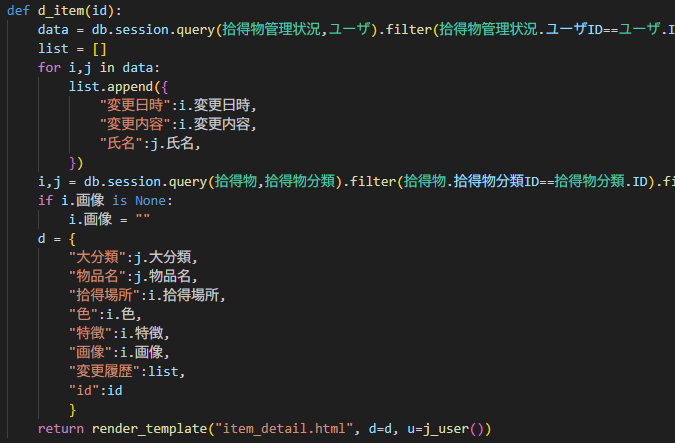 def d_item(id):
    data = db.session.query(拾得物管理状況,ユーザ).filter(拾得物管理状況.ユーザID==ユーザ.I
    list = []
    for i,j in data:
        list.append({
            "変更日時":i.変更日時,
            "変更内容":i.変更内容,
            "氏名":j.氏名,
        })
    i,j = db.session.query(拾得物,拾得物分類).filter(拾得物.拾得物分類ID==拾得物分類.ID).fi
    if i.画像 is None:
        i.画像 = ""
    d = {
        "大分類":j.大分類,
        "物品名":j.物品名,
        "拾得場所":i.拾得場所,
        "色":i.色,
        "特徴":i.特徴,
        "画像":i.画像,
        "変更履歴":list,
        "id":id
        }
    return render_template("item_detail.html", d=d, u=j_user())